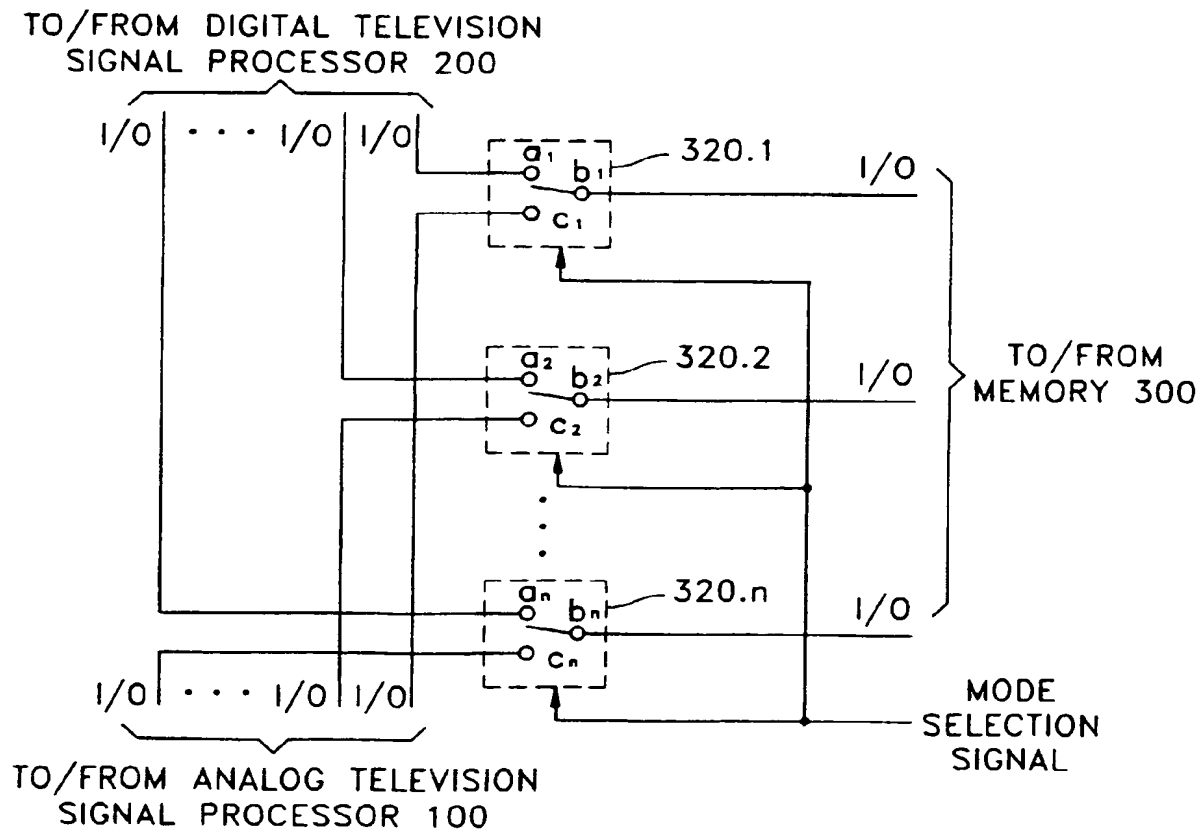 TO/FROM DIGITAL TELEVISION
SIGNAL PROCESSOR 200
I/O ··· I/O I/O
a₁ b₁ c₁
320.1
I/O
a₂ b₂ c₂
320.2
I/O
TO/FROM
MEMORY 300
aₙ bₙ cₙ
320.n
I/O
I/O ··· I/O I/O
MODE
SELECTION
SIGNAL
TO/FROM ANALOG TELEVISION
SIGNAL PROCESSOR 100